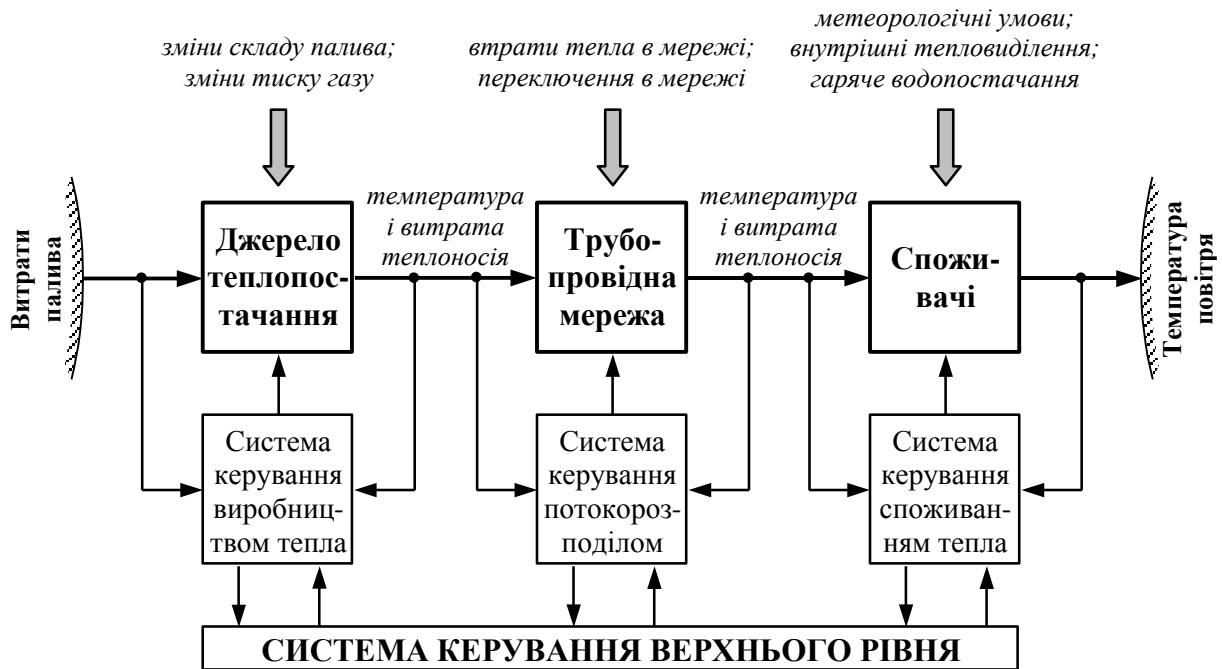 зміни складу палива;
зміни тиску газу
втрати тепла в мережі;
переключення в мережі
метеорологічні умови;
внутрішні тепловиділення;
гаряче водопостачання
Витрати
палива
Джерело
теплопос-
тачання
температура
і витрата
теплоносія
Трубо-
провідна
мережа
температура
і витрата
теплоносія
Спожи-
вачі
Температура
повітря
Система
керування
виробниц-
твом тепла
Система
керування
потокороз-
поділом
Система
керування
споживан-
ням тепла
СИСТЕМА КЕРУВАННЯ ВЕРХНЬОГО РІВНЯ